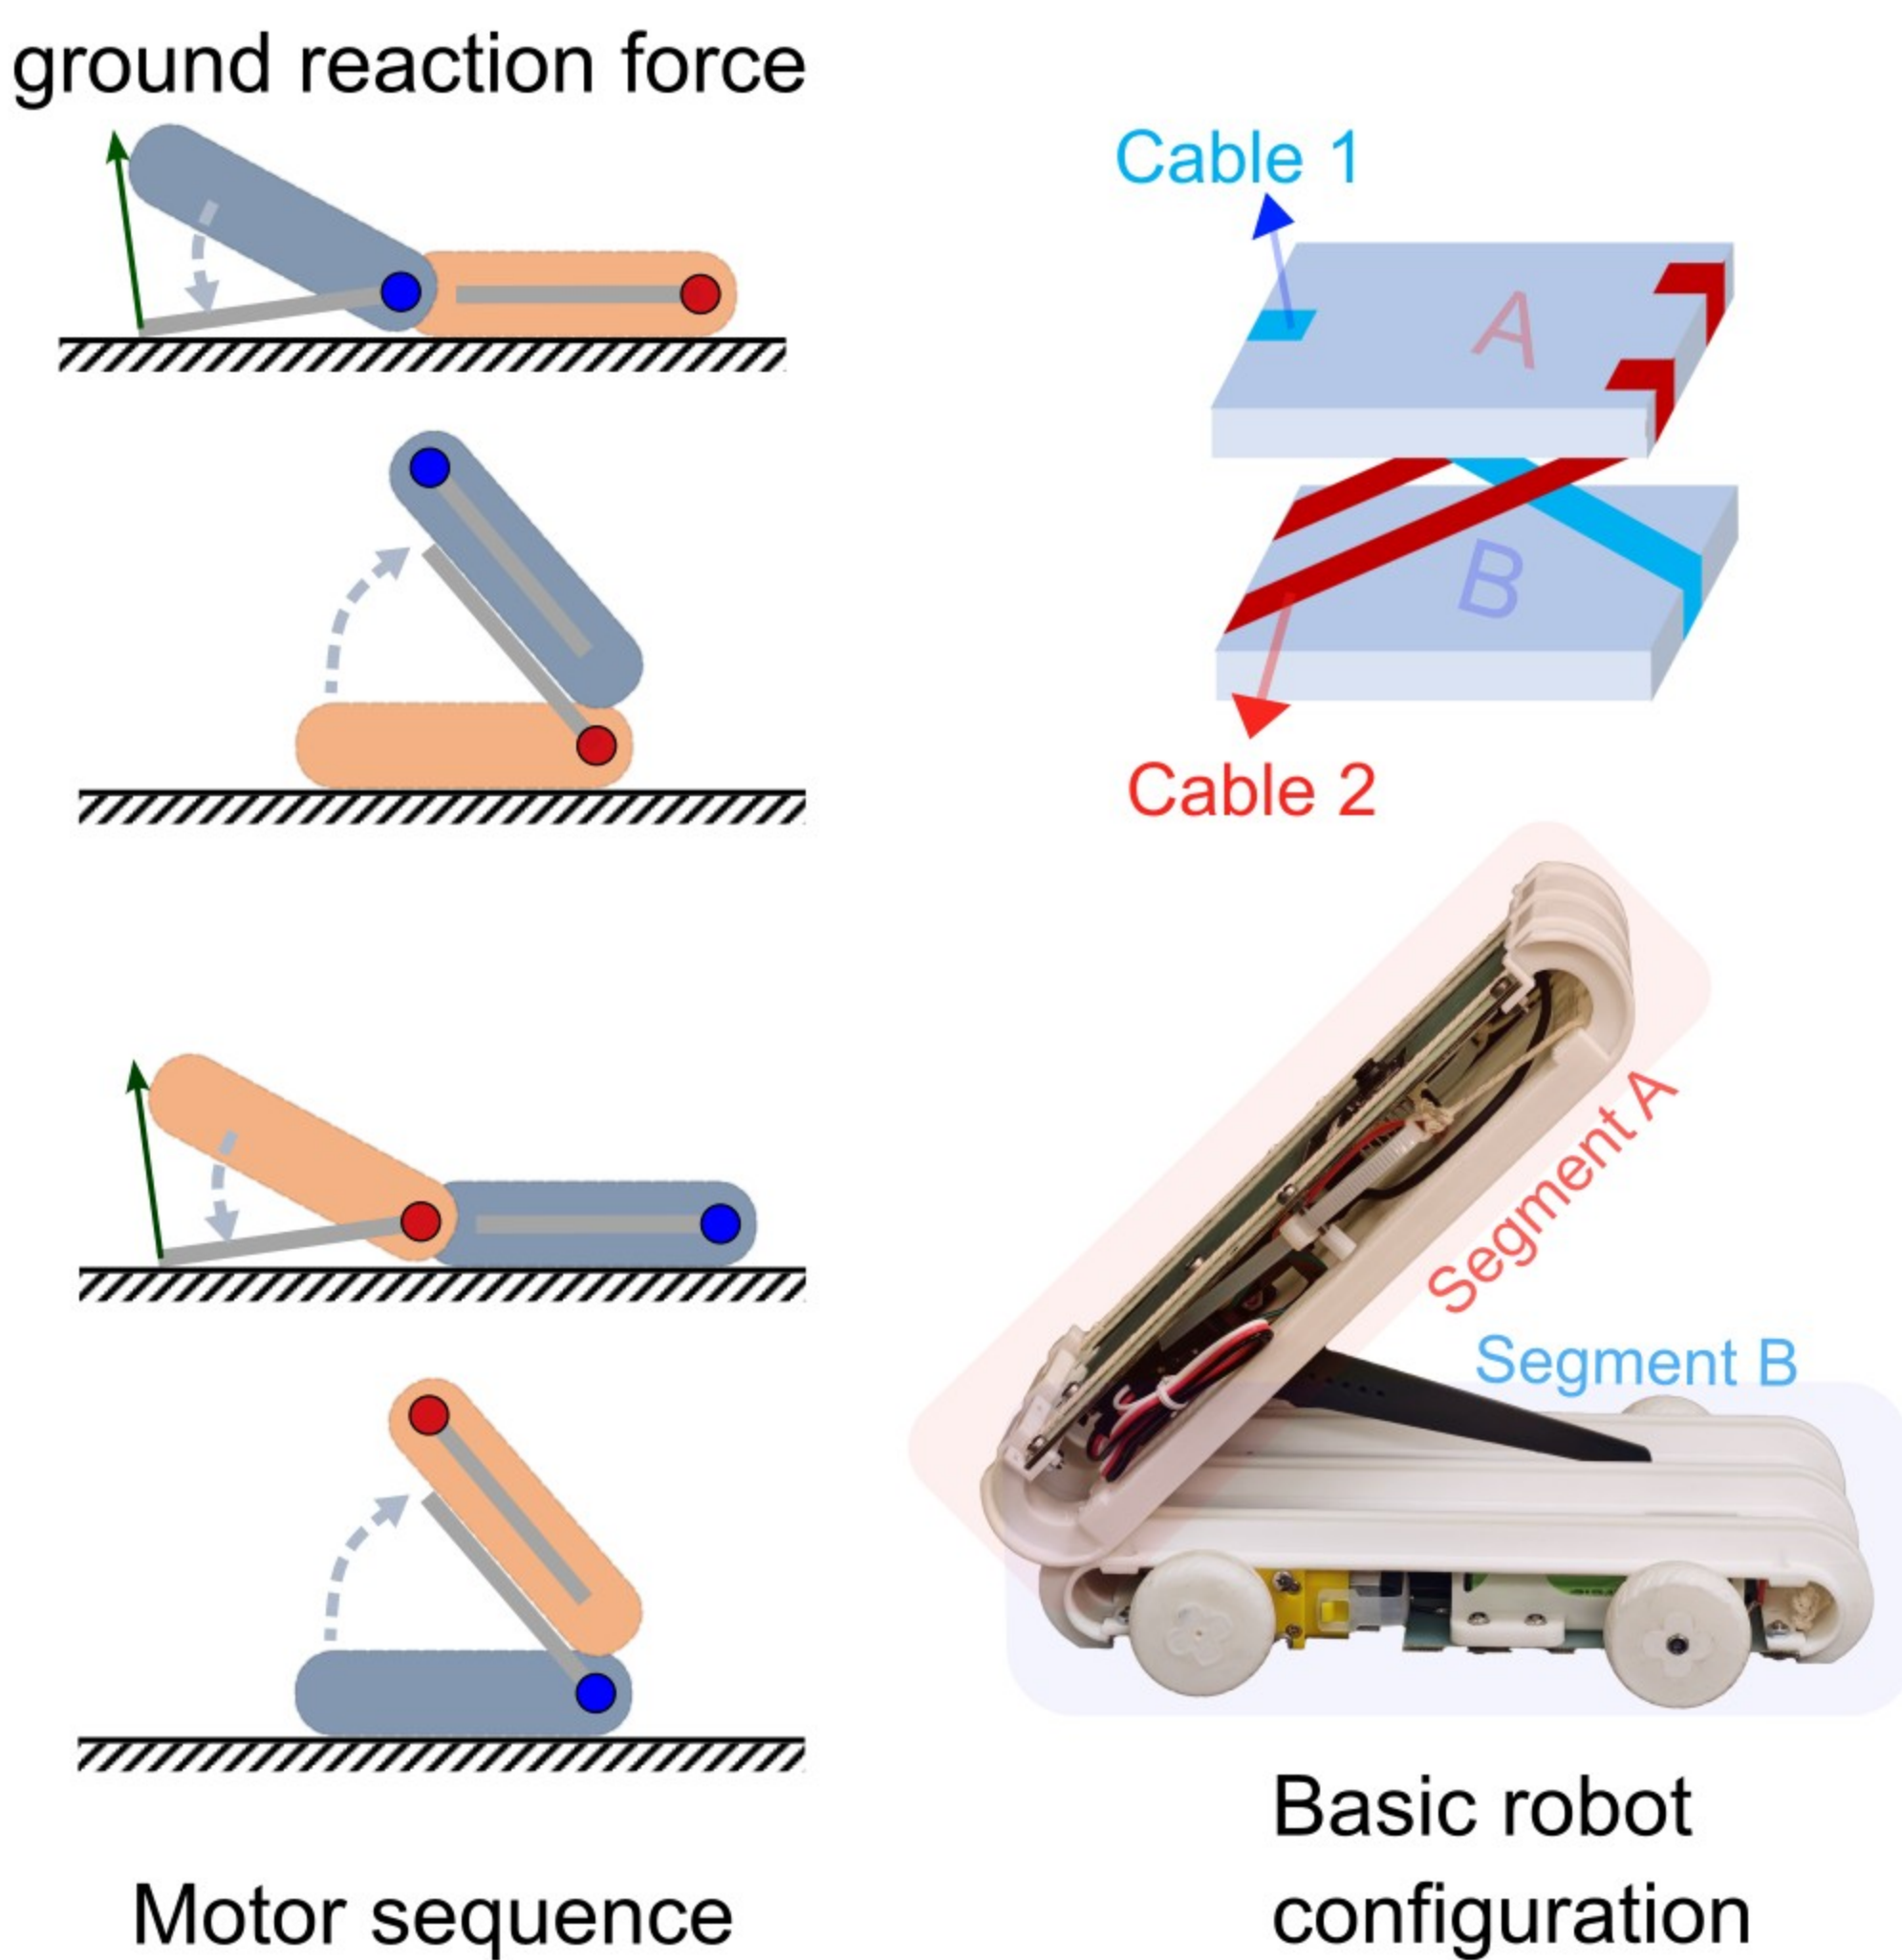 ground reaction force
Cable 1
A
B
Cable 2
Segment A
Segment B
Basic robot
configuration
Motor sequence